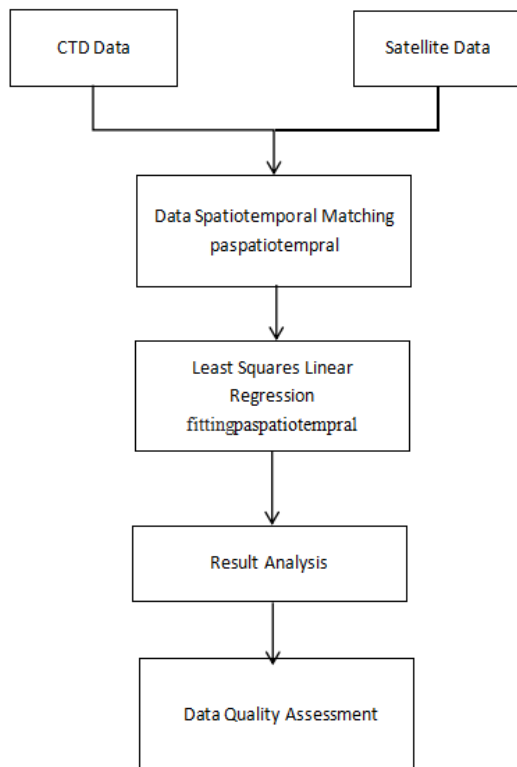 CTD Data
Satellite Data
Data Spatiotemporal Matching
paspatiotempral
Least Squares Linear
Regression
fittingpaspatiotempral
Result Analysis
Data Quality Assessment